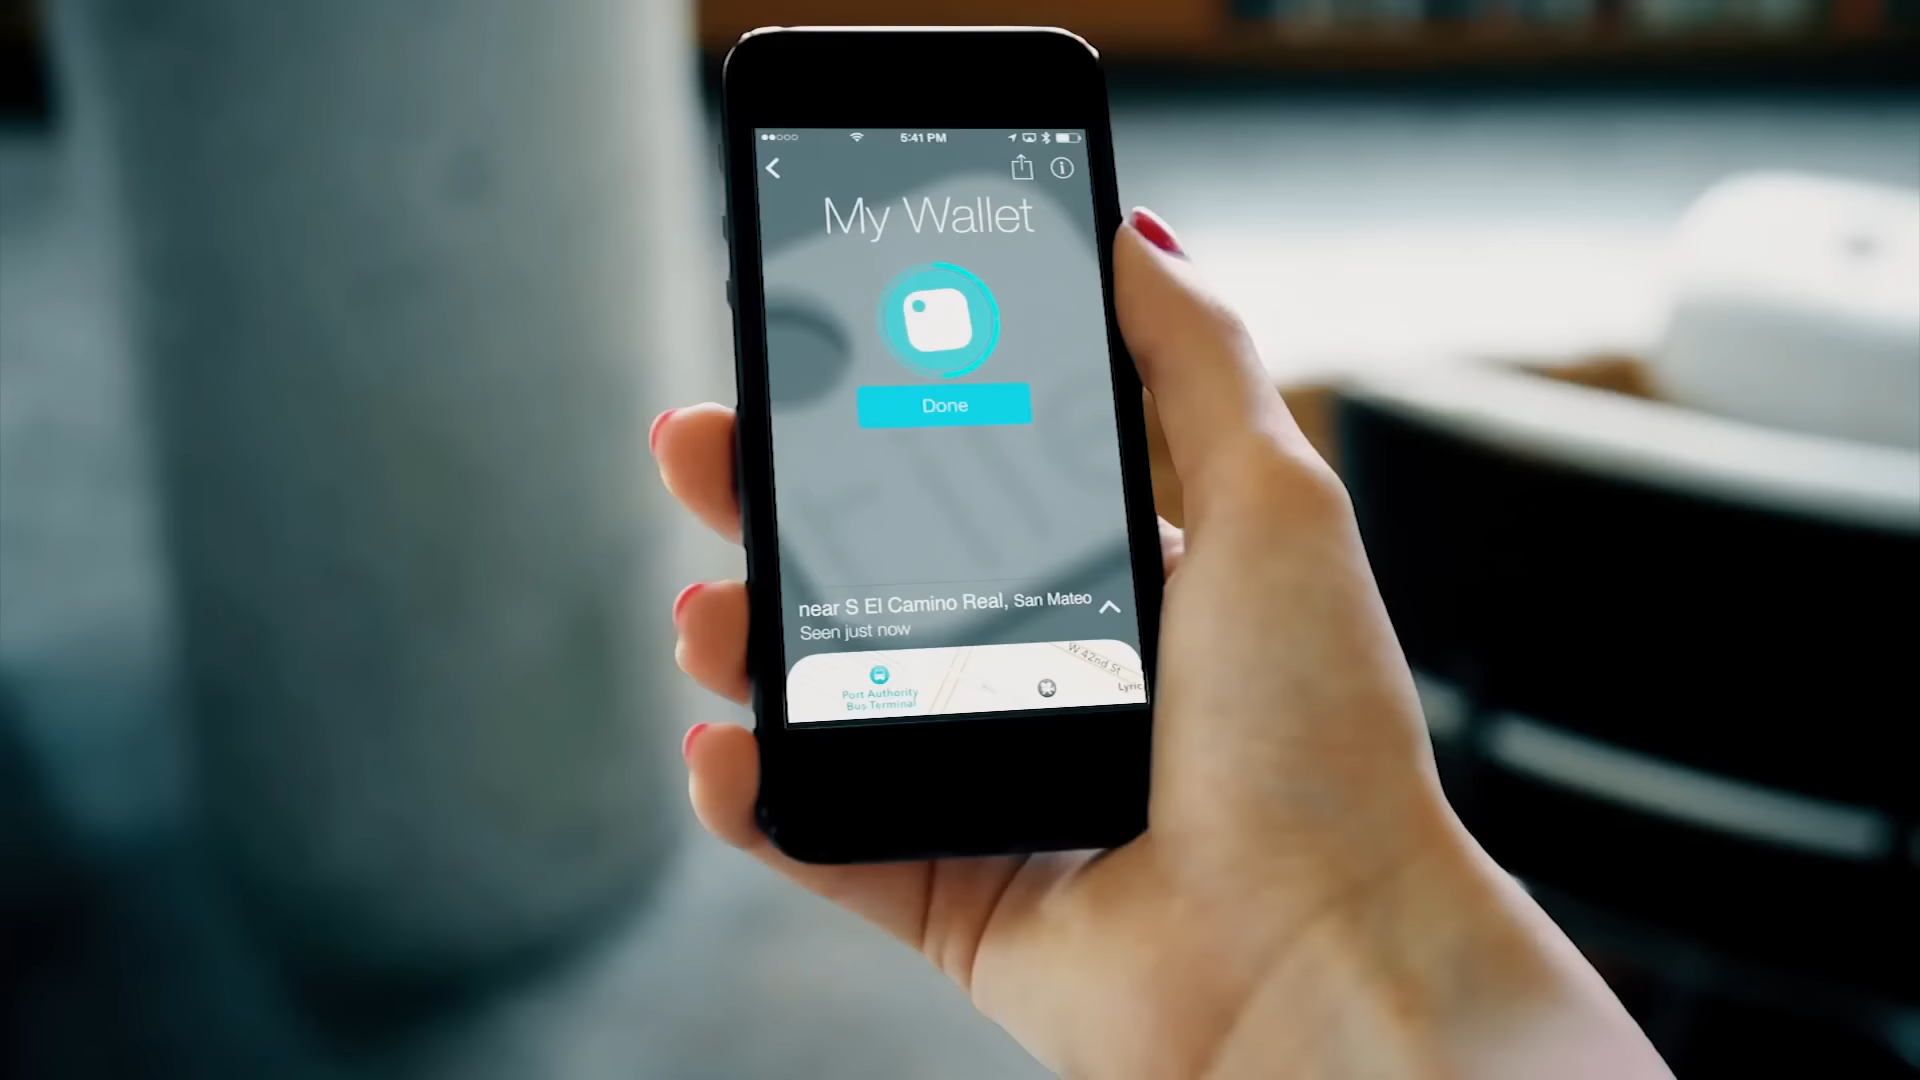 5:41 PM
My Wallet
Done
near S El Camino Real, San Mateo
Seen just now
W 42nd St
Port Authority
Bus Terminal
Lyric